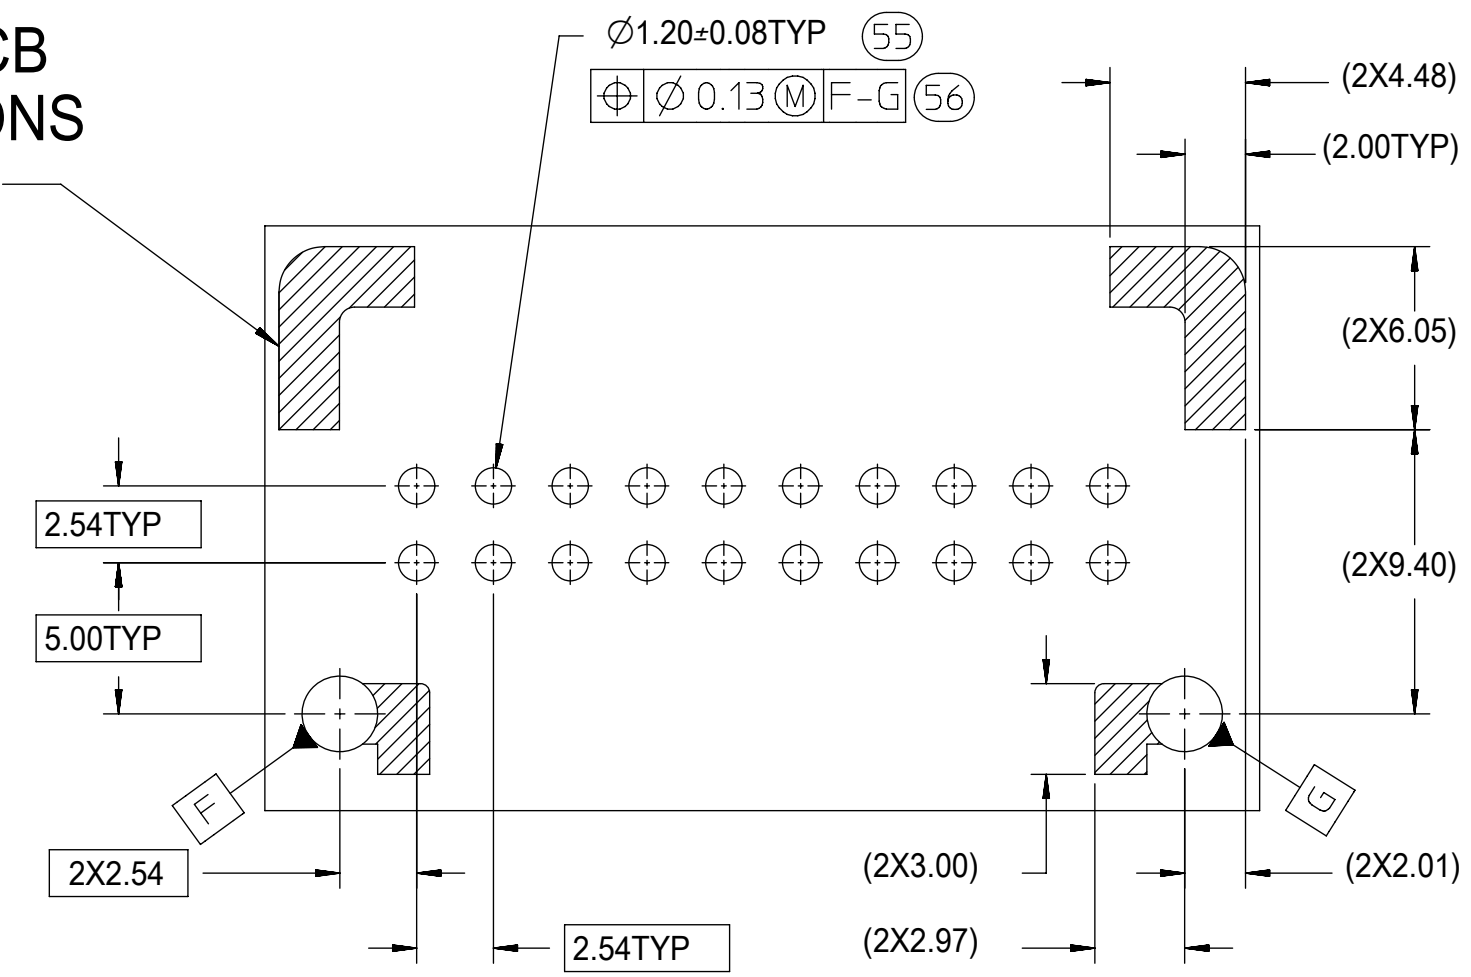 CB
ONS
Ø1.20±0.08TYP 55
⌖ Ø 0.13 Ⓜ F-G 56
(2X4.48)
(2.00TYP)
(2X6.05)
2.54TYP
(2X9.40)
5.00TYP
F
G
2X2.54
(2X3.00)
(2X2.01)
2.54TYP
(2X2.97)